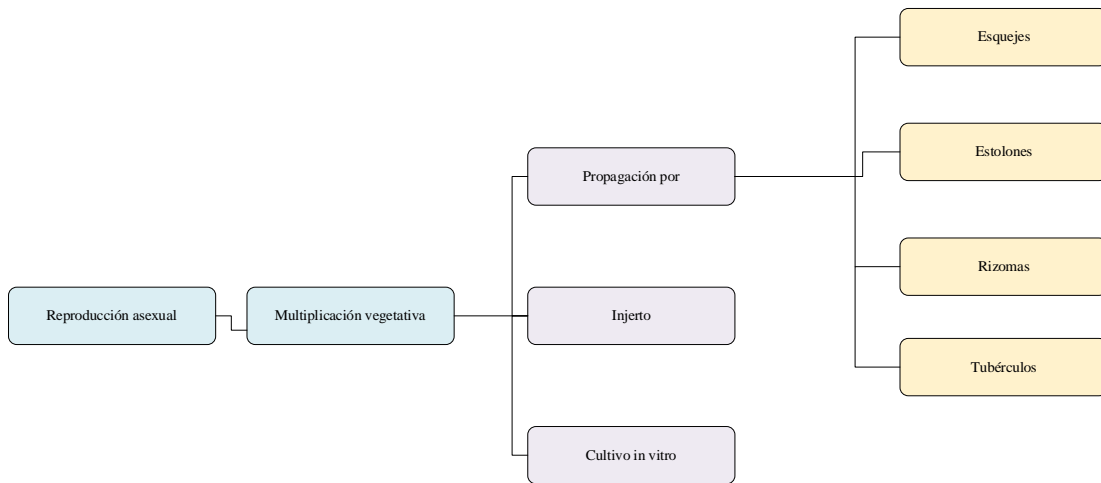 Reproducción asexual
Multiplicación vegetativa
Propagación por
Esquejes
Estolones
Rizomas
Tubérculos
Injerto
Cultivo in vitro